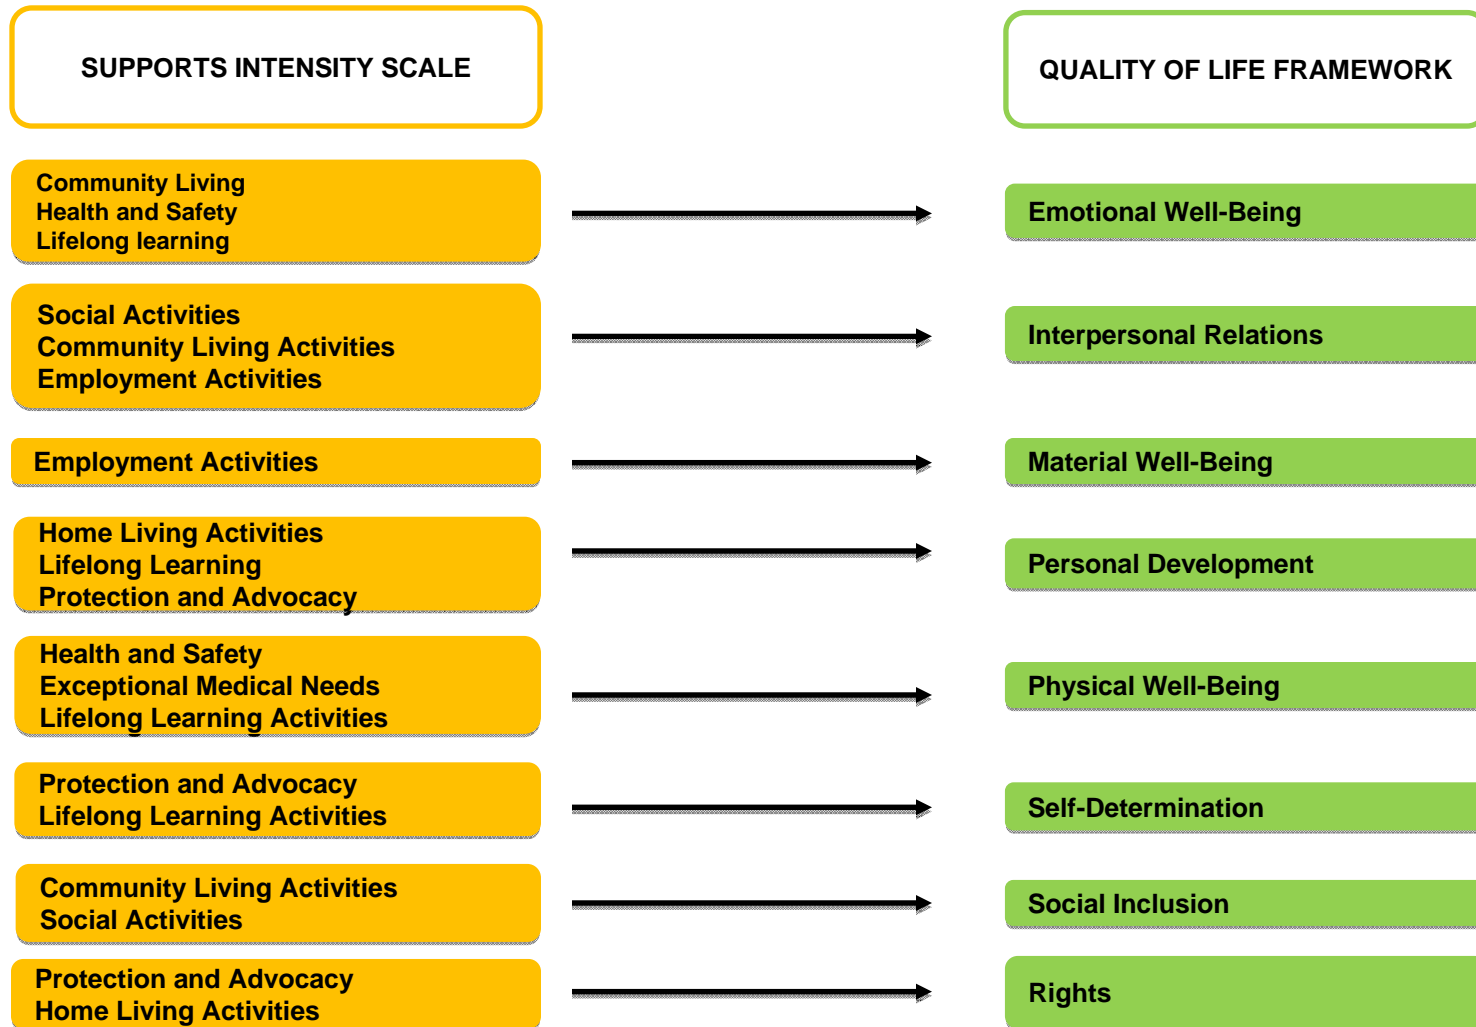 SUPPORTS INTENSITY SCALE
QUALITY OF LIFE FRAMEWORK
Community Living
Health and Safety
Lifelong learning
Emotional Well-Being
Social Activities
Community Living Activities
Employment Activities
Interpersonal Relations
Employment Activities
Material Well-Being
Home Living Activities
Lifelong Learning
Protection and Advocacy
Personal Development
Health and Safety
Exceptional Medical Needs
Lifelong Learning Activities
Physical Well-Being
Protection and Advocacy
Lifelong Learning Activities
Self-Determination
Community Living Activities
Social Activities
Social Inclusion
Protection and Advocacy
Home Living Activities
Rights